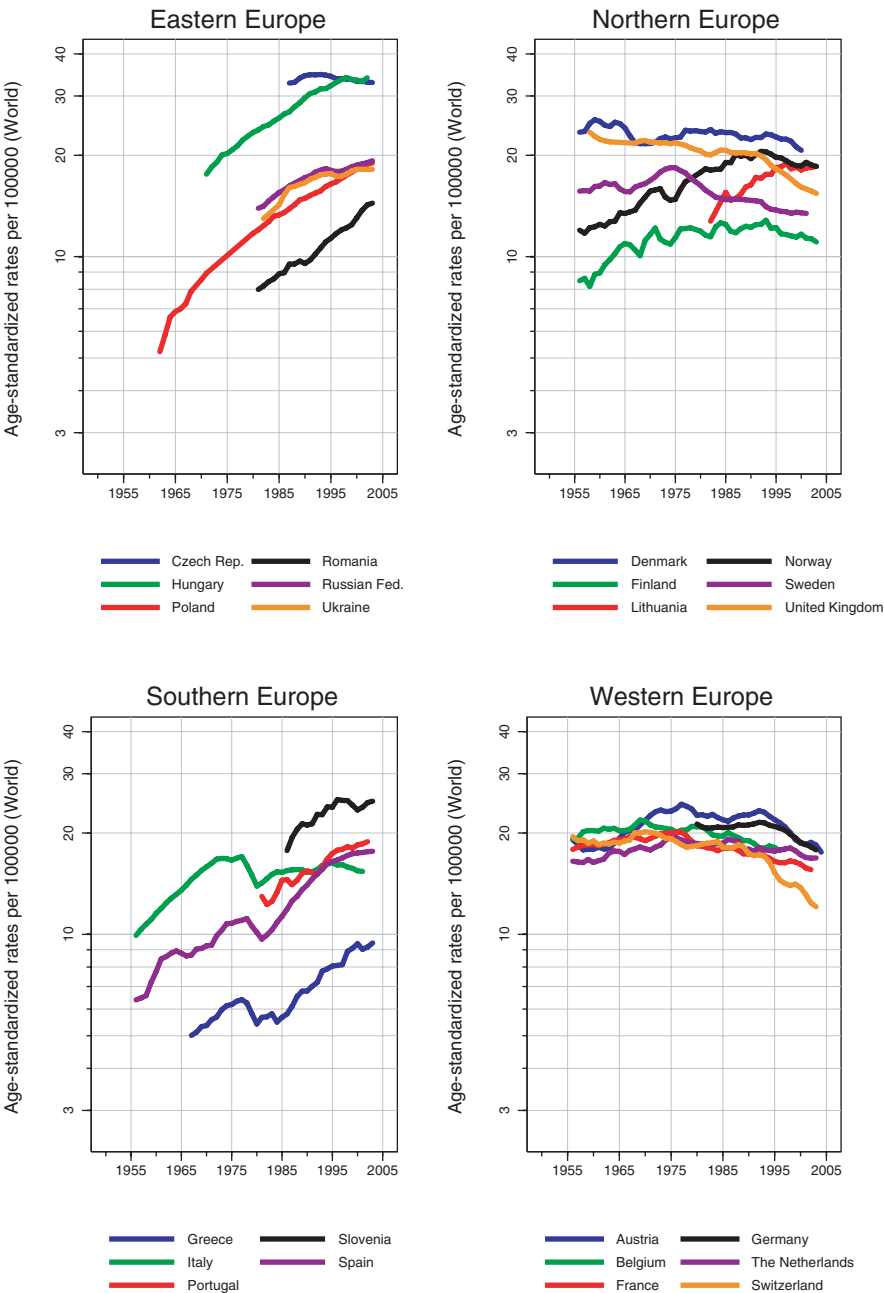 Eastern Europe
Age-standardized rates per 100000 (World)
40
30
20
10
3
1955 1965 1975 1985 1995 2005
Czech Rep. Romania
Hungary Russian Fed.
Poland Ukraine
Northern Europe
Age-standardized rates per 100000 (World)
40
30
20
10
3
1955 1965 1975 1985 1995 2005
Denmark Norway
Finland Sweden
Lithuania United Kingdom
Southern Europe
Age-standardized rates per 100000 (World)
40
30
20
10
3
1955 1965 1975 1985 1995 2005
Greece Slovenia
Italy Spain
Portugal
Western Europe
Age-standardized rates per 100000 (World)
40
30
20
10
3
1955 1965 1975 1985 1995 2005
Austria Germany
Belgium The Netherlands
France Switzerland